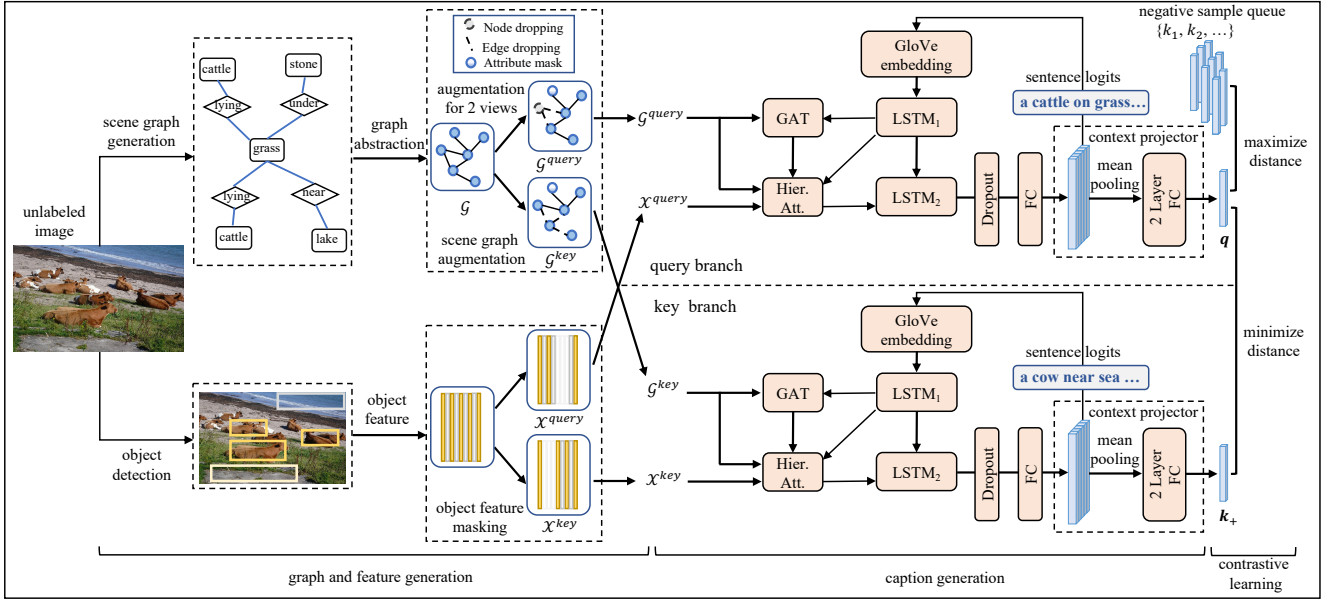 unlabeled
image
scene graph
generation
cattle
stone
lying
under
grass
lying
near
cattle
lake
graph
abstraction
Node dropping
Edge dropping
Attribute mask
augmentation
for 2 views
𝒢
𝒢^query
𝒢^key
scene graph
augmentation
object
detection
object
feature
𝒳^query
𝒳^key
object feature
masking
graph and feature generation
𝒢^query
𝒳^query
GAT
Hier.
Att.
GloVe
embedding
LSTM₁
LSTM₂
Dropout
FC
sentence logits
a cattle on grass…
context projector
mean
pooling
2 Layer
FC
negative sample queue
{k₁, k₂, …}
q
maximize
distance
query branch
key branch
𝒢^key
𝒳^key
GAT
Hier.
Att.
GloVe
embedding
LSTM₁
LSTM₂
Dropout
FC
sentence logits
a cow near sea …
context projector
mean
pooling
2 Layer
FC
k₊
minimize
distance
caption generation
contrastive
learning